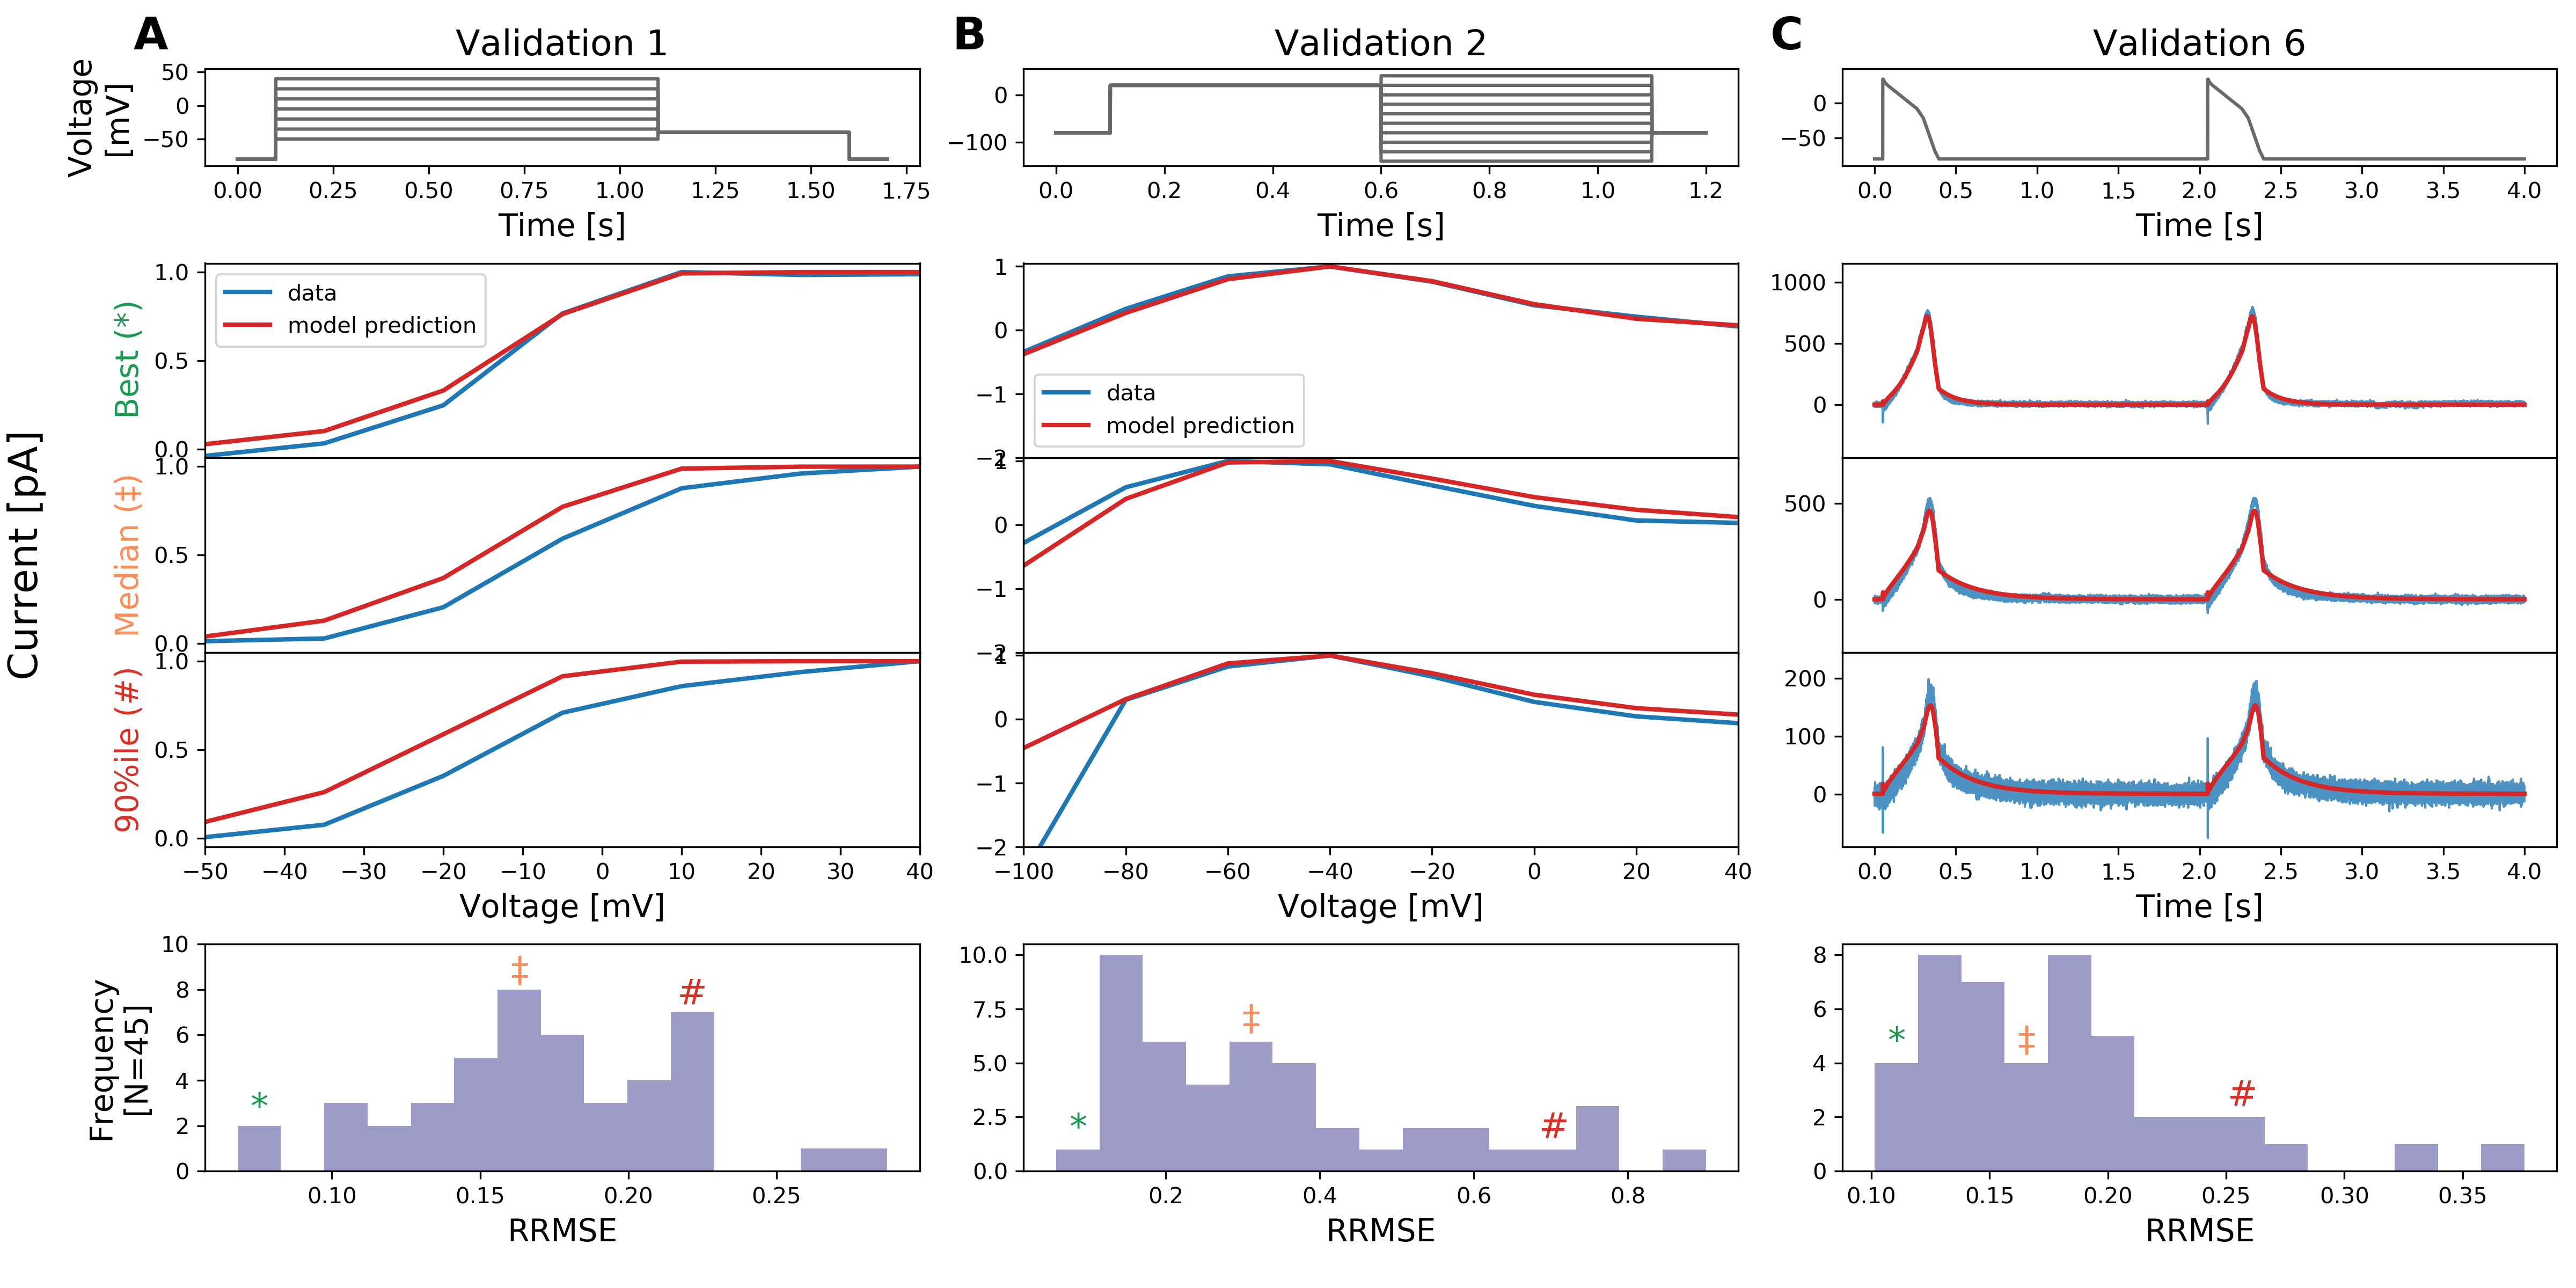 A
Validation 1
B
Validation 2
C
Validation 6
Voltage
[mV]
50
0
−50
0.00 0.25 0.50 0.75 1.00 1.25 1.50 1.75
Time [s]
0
−100
0.0 0.2 0.4 0.6 0.8 1.0 1.2
Time [s]
0
−50
0.0 0.5 1.0 1.5 2.0 2.5 3.0 3.5 4.0
Time [s]
Current [pA]
Best (*)
1.0
0.5
0.0
data
model prediction
1
0
−1
−2
data
model prediction
1000
500
0
Median (‡)
1.0
0.5
0.0
1
0
−1
−2
500
0
90%ile (#)
1.0
0.5
0.0
−50 −40 −30 −20 −10 0 10 20 30 40
Voltage [mV]
1
0
−1
−2
−100 −80 −60 −40 −20 0 20 40
Voltage [mV]
200
100
0
0.0 0.5 1.0 1.5 2.0 2.5 3.0 3.5 4.0
Time [s]
Frequency
[N=45]
10
8
6
4
2
0
* ‡ #
0.10 0.15 0.20 0.25
RRMSE
10.0
7.5
5.0
2.5
0.0
* ‡ #
0.2 0.4 0.6 0.8
RRMSE
8
6
4
2
0
* ‡ #
0.10 0.15 0.20 0.25 0.30 0.35
RRMSE